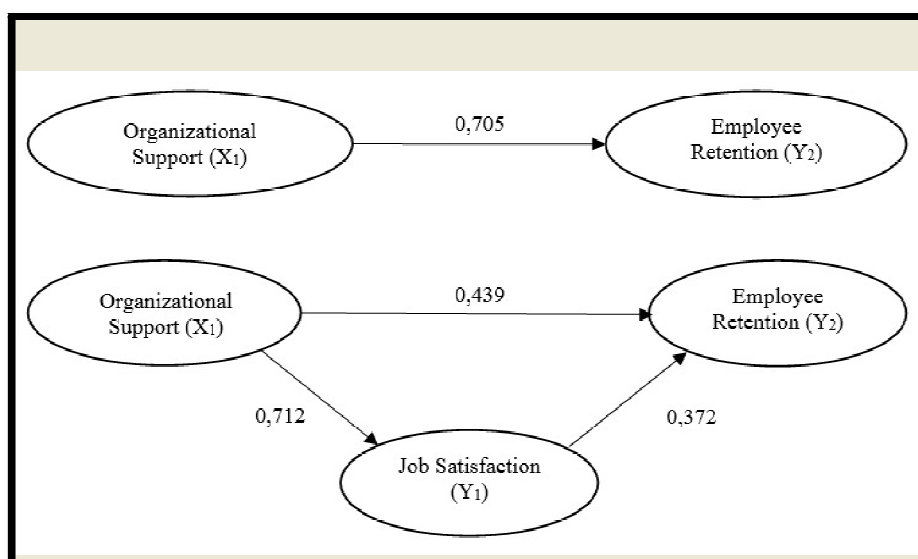 Organizational
Support (X₁)
0,705
Employee
Retention (Y₂)
Organizational
Support (X₁)
0,439
Employee
Retention (Y₂)
0,712
0,372
Job Satisfaction
(Y₁)